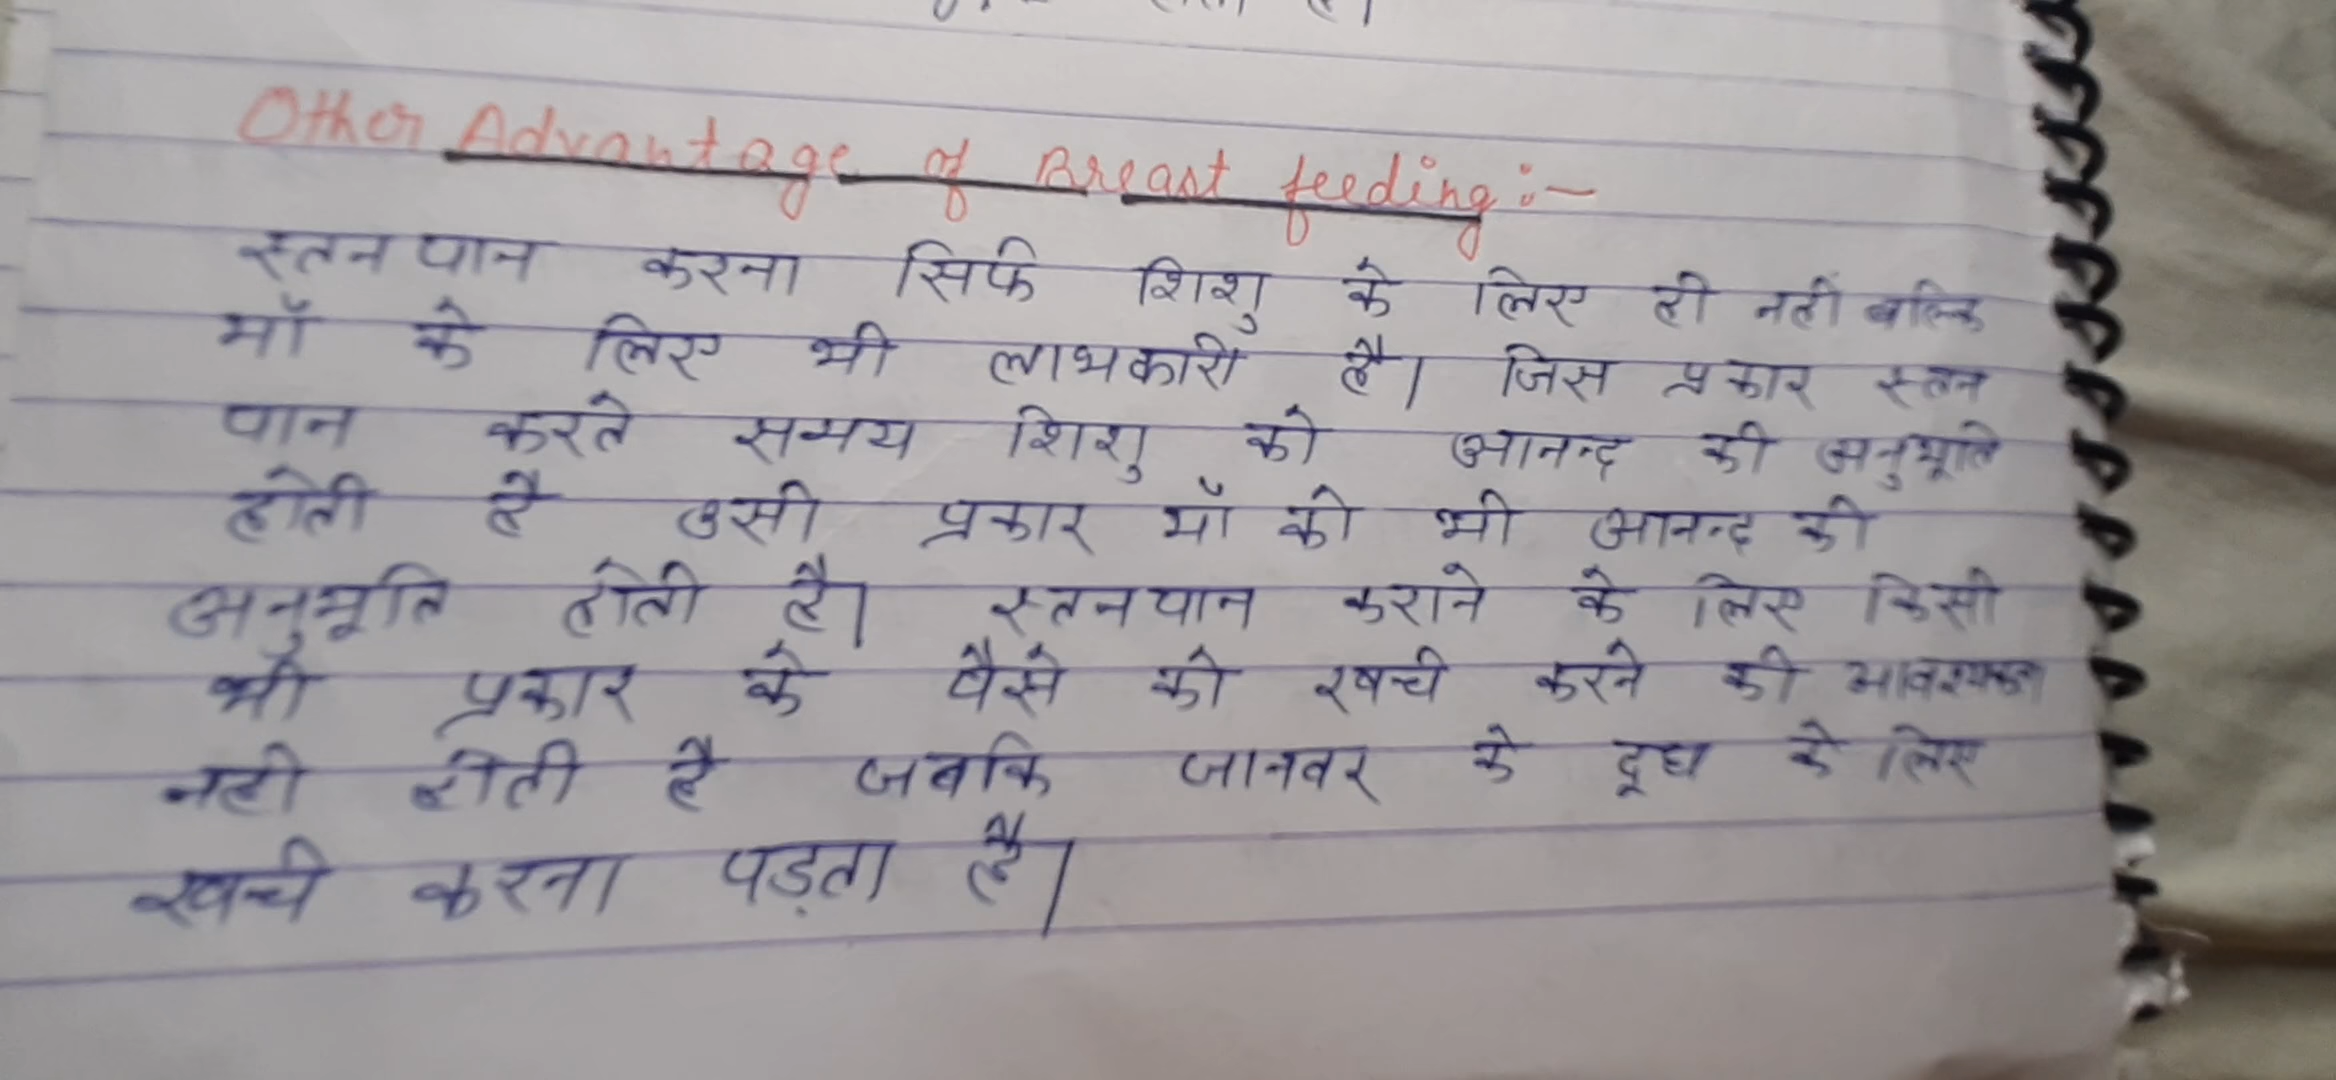 Other Advantage of Breast feeding :-
स्तनपान करना सिर्फ शिशु के लिए ही नहीं बल्कि
माँ के लिए भी लाभकारी है। जिस प्रकार स्तन
पान करते समय शिशु को आनन्द की अनुभूति
होती है उसी प्रकार माँ को भी आनन्द की
अनुभूति होती है। स्तनपान कराने के लिए किसी
भी प्रकार के पैसे को खर्च करने की आवश्यकता
नही होती है जबकि जानवर के दूध के लिए
खर्च करना पड़ता है।